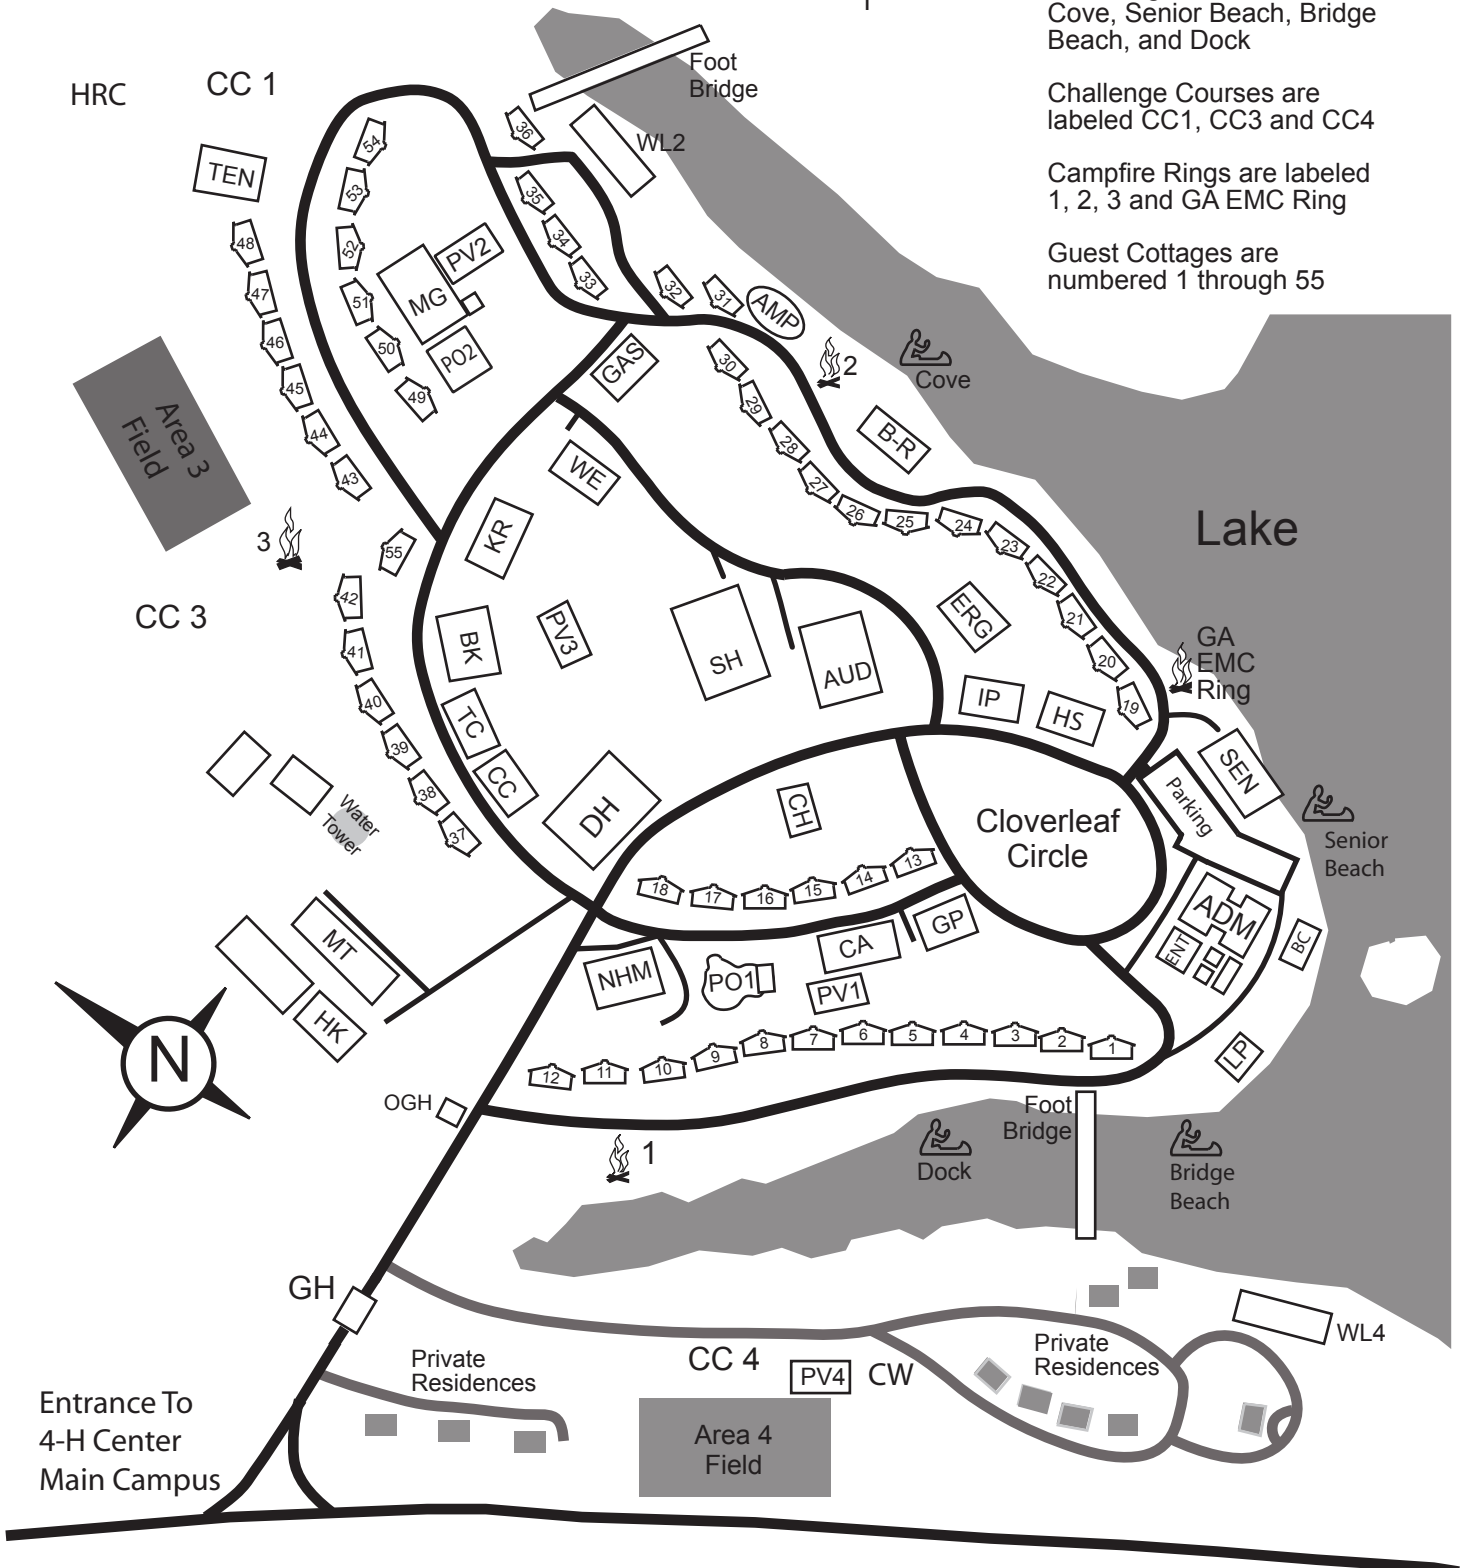 Cove, Senior Beach, Bridge
Beach, and Dock
Challenge Courses are
labeled CC1, CC3 and CC4
Campfire Rings are labeled
1, 2, 3 and GA EMC Ring
Guest Cottages are
numbered 1 through 55
HRC
CC 1
Foot
Bridge
WL2
TEN
36
54
53
52
51
50
49
35
34
33
32
31
AMP
48
47
46
45
44
43
PV2
MG
PO2
GAS
2
Cove
30
29
28
27
26
25
24
23
22
21
20
19
B-R
Area 3
Field
3
55
WE
KR
Lake
CC 3
42
41
40
39
38
37
BK
PV3
SH
AUD
ERG
GA
EMC
Ring
IP
HS
TC
CC
DH
CH
SEN
Parking
Cloverleaf
Circle
Senior
Beach
Water
Tower
18
17
16
15
14
13
MT
HK
NHM
PO1
CA
GP
PV1
ADM
ENT
BC
LP
N
12
11
10
9
8
7
6
5
4
3
2
1
OGH
1
Dock
Foot
Bridge
Bridge
Beach
GH
WL4
Private
Residences
CC 4
PV4
CW
Private
Residences
Entrance To
4-H Center
Main Campus
Area 4
Field